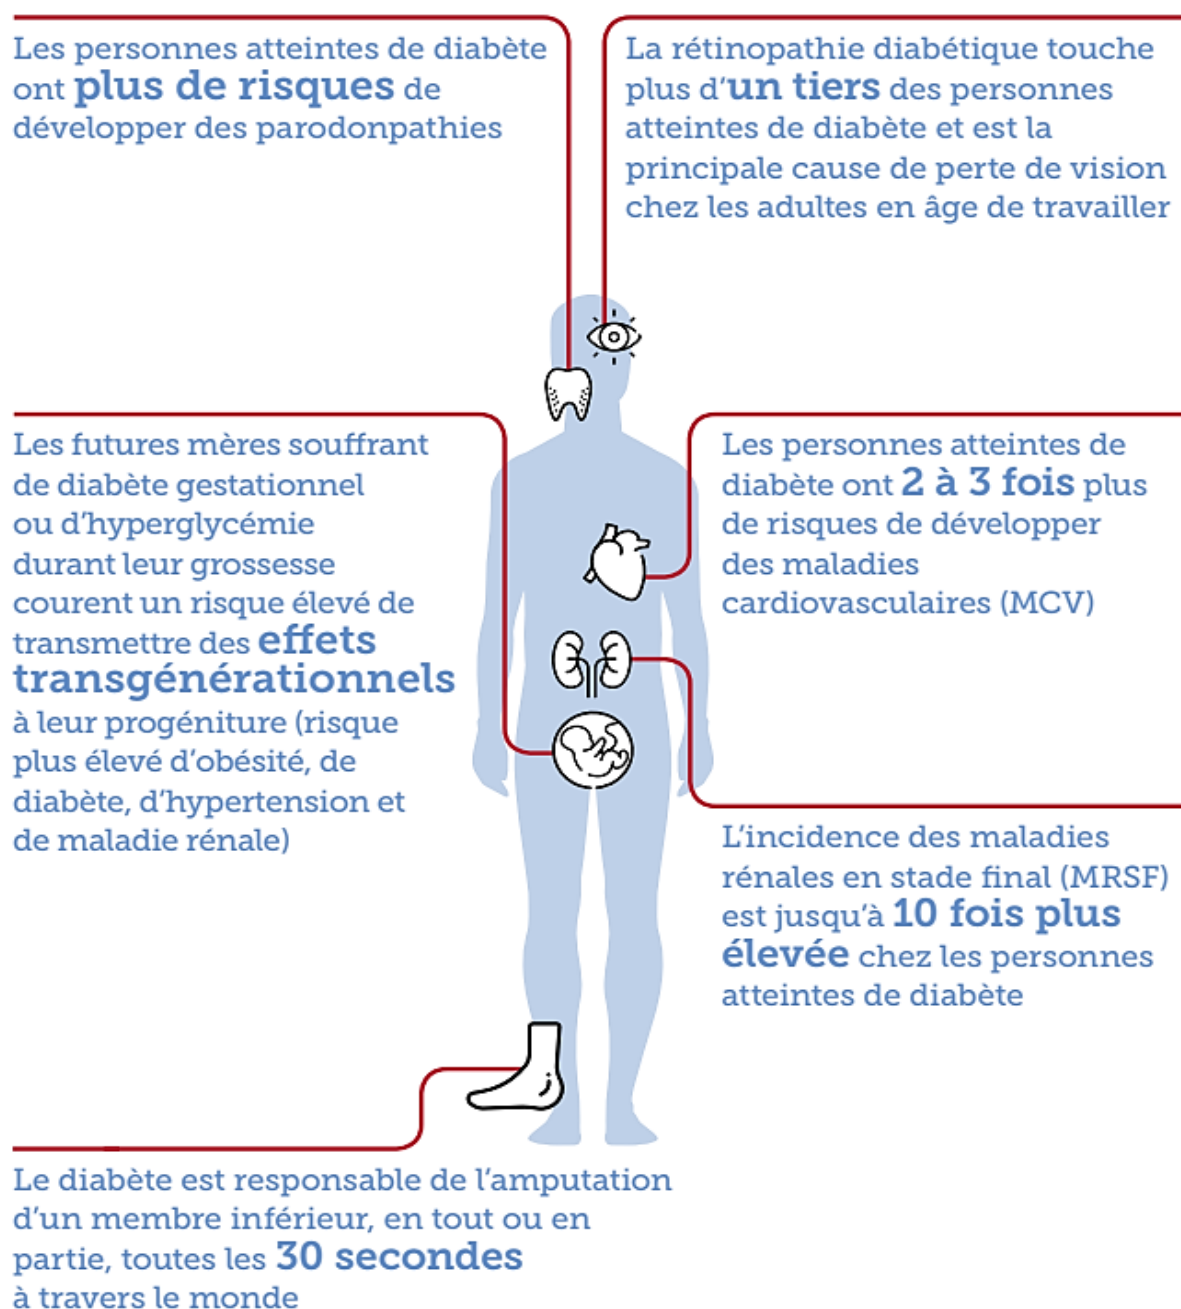 Les personnes atteintes de diabète
ont plus de risques de
développer des parodonpathies
La rétinopathie diabétique touche
plus d’un tiers des personnes
atteintes de diabète et est la
principale cause de perte de vision
chez les adultes en âge de travailler
Les futures mères souffrant
de diabète gestationnel
ou d’hyperglycémie
durant leur grossesse
courent un risque élevé de
transmettre des effets
transgénérationnels
à leur progéniture (risque
plus élevé d’obésité, de
diabète, d’hypertension et
de maladie rénale)
Les personnes atteintes de
diabète ont 2 à 3 fois plus
de risques de développer
des maladies
cardiovasculaires (MCV)
L’incidence des maladies
rénales en stade final (MRSF)
est jusqu’à 10 fois plus
élevée chez les personnes
atteintes de diabète
Le diabète est responsable de l’amputation
d’un membre inférieur, en tout ou en
partie, toutes les 30 secondes
à travers le monde